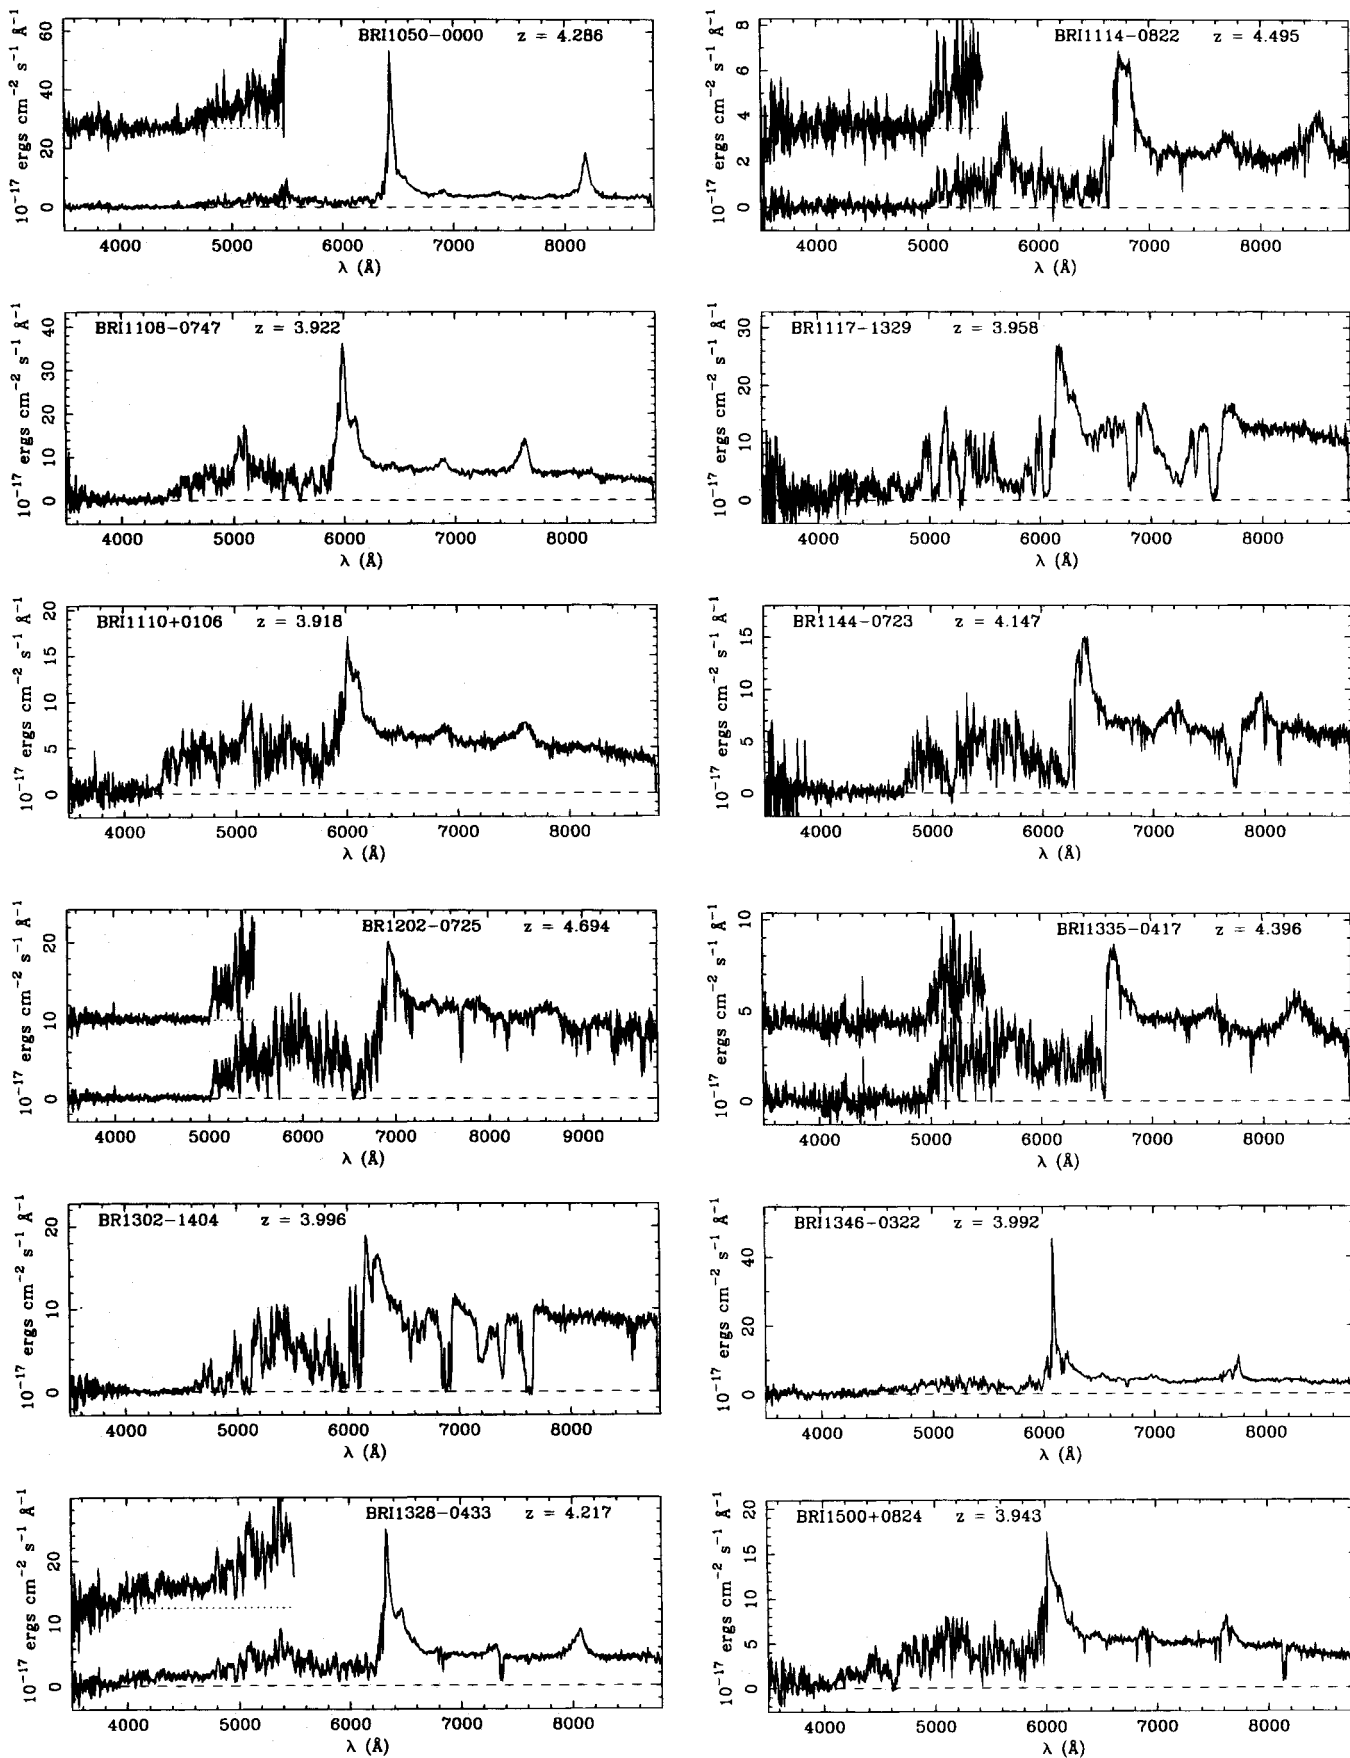 BRI1050-0000 z = 4.286
10⁻¹⁷ ergs cm⁻² s⁻¹ Å⁻¹
0 20 40 60
4000 5000 6000 7000 8000
λ (Å)
BRI1114-0822 z = 4.495
10⁻¹⁷ ergs cm⁻² s⁻¹ Å⁻¹
0 2 4 6 8
4000 5000 6000 7000 8000
λ (Å)
BRI1108-0747 z = 3.922
10⁻¹⁷ ergs cm⁻² s⁻¹ Å⁻¹
0 10 20 30 40
4000 5000 6000 7000 8000
λ (Å)
BR1117-1329 z = 3.958
10⁻¹⁷ ergs cm⁻² s⁻¹ Å⁻¹
0 10 20 30
4000 5000 6000 7000 8000
λ (Å)
BRI1110+0106 z = 3.918
10⁻¹⁷ ergs cm⁻² s⁻¹ Å⁻¹
0 5 10 15 20
4000 5000 6000 7000 8000
λ (Å)
BR1144-0723 z = 4.147
10⁻¹⁷ ergs cm⁻² s⁻¹ Å⁻¹
0 5 10 15
4000 5000 6000 7000 8000
λ (Å)
BR1202-0725 z = 4.694
10⁻¹⁷ ergs cm⁻² s⁻¹ Å⁻¹
0 10 20
4000 5000 6000 7000 8000 9000
λ (Å)
BRI1335-0417 z = 4.396
10⁻¹⁷ ergs cm⁻² s⁻¹ Å⁻¹
0 5 10
4000 5000 6000 7000 8000
λ (Å)
BR1302-1404 z = 3.996
10⁻¹⁷ ergs cm⁻² s⁻¹ Å⁻¹
0 10 20
4000 5000 6000 7000 8000
λ (Å)
BRI1346-0322 z = 3.992
10⁻¹⁷ ergs cm⁻² s⁻¹ Å⁻¹
0 20 40
4000 5000 6000 7000 8000
λ (Å)
BRI1328-0433 z = 4.217
10⁻¹⁷ ergs cm⁻² s⁻¹ Å⁻¹
0 10 20
4000 5000 6000 7000 8000
λ (Å)
BRI1500+0824 z = 3.943
10⁻¹⁷ ergs cm⁻² s⁻¹ Å⁻¹
0 5 10 15 20
4000 5000 6000 7000 8000
λ (Å)